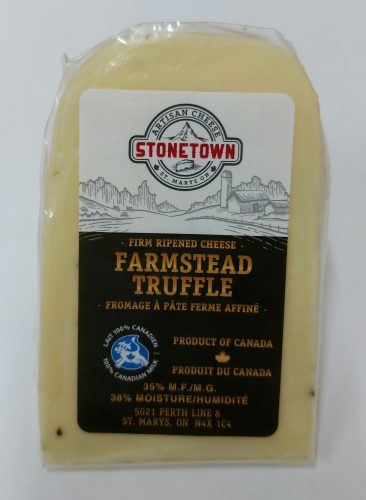 ARTISAN CHEESE
STONETOWN
ST. MARYS ON
· FIRM RIPENED CHEESE ·
FARMSTEAD
TRUFFLE
· FROMAGE À PÂTE FERME AFFINÉ ·
LAIT 100% CANADIEN
100% CANADIAN MILK
PRODUCT OF CANADA
PRODUIT DU CANADA
35% M.F./M.G.
38% MOISTURE/HUMIDITÉ
5021 PERTH LINE 8
ST. MARYS, ON N4X 1C4